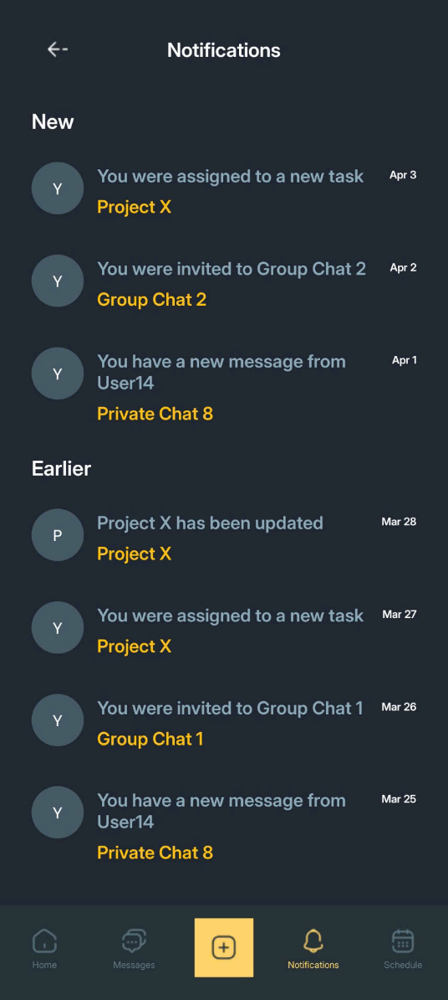 Notifications
New
Y
You were assigned to a new task
Apr 3
Project X
Y
You were invited to Group Chat 2
Apr 2
Group Chat 2
Y
You have a new message from
User14
Apr 1
Private Chat 8
Earlier
P
Project X has been updated
Mar 28
Project X
Y
You were assigned to a new task
Mar 27
Project X
Y
You were invited to Group Chat 1
Mar 26
Group Chat 1
Y
You have a new message from
User14
Mar 25
Private Chat 8
Home
Messages
Notifications
Schedule